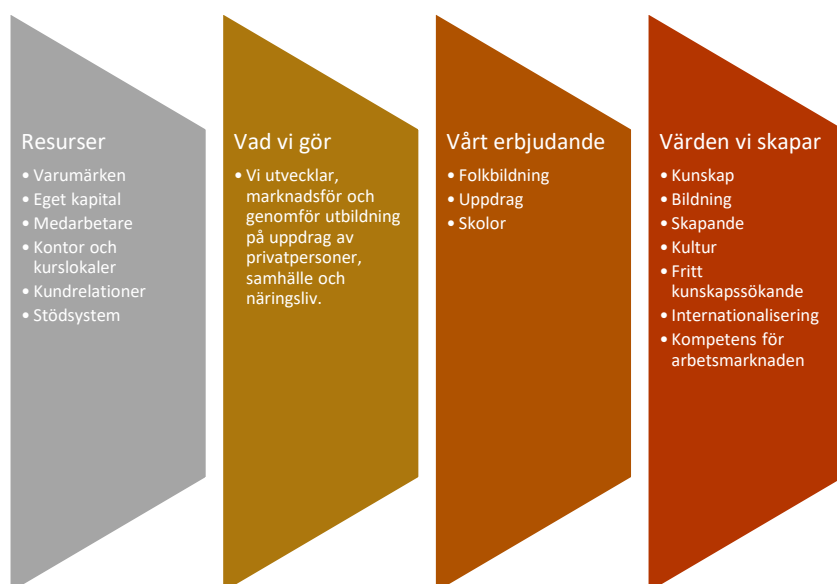 Resurser
• Varumärken
• Eget kapital
• Medarbetare
• Kontor och
kurslokaler
• Kundrelationer
• Stödsystem
Vad vi gör
• Vi utvecklar,
marknadsför och
genomför utbildning
på uppdrag av
privatpersoner,
samhälle och
näringsliv.
Vårt erbjudande
• Folkbildning
• Uppdrag
• Skolor
Värden vi skapar
• Kunskap
• Bildning
• Skapande
• Kultur
• Fritt
kunskapssökande
• Internationalisering
• Kompetens för
arbetsmarknaden